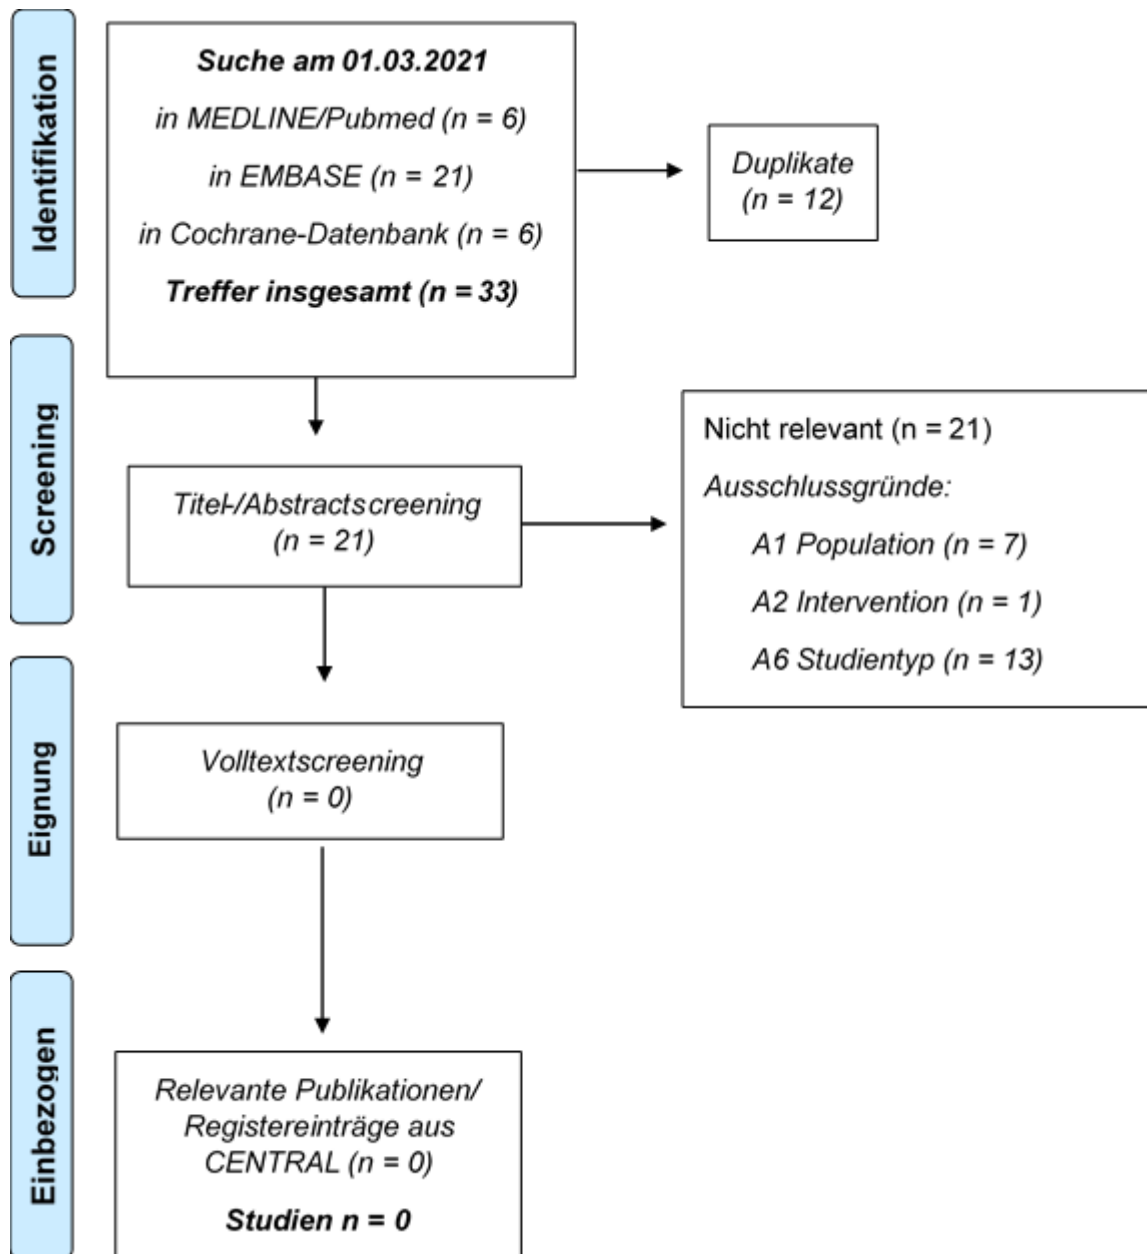 Identifikation
Suche am 01.03.2021
in MEDLINE/Pubmed (n = 6)
in EMBASE (n = 21)
in Cochrane-Datenbank (n = 6)
Treffer insgesamt (n = 33)
Duplikate
(n = 12)
Screening
Titel-/Abstractscreening
(n = 21)
Nicht relevant (n = 21)
Ausschlussgründe:
A1 Population (n = 7)
A2 Intervention (n = 1)
A6 Studientyp (n = 13)
Eignung
Volltextscreening
(n = 0)
Einbezogen
Relevante Publikationen/
Registereinträge aus
CENTRAL (n = 0)
Studien n = 0